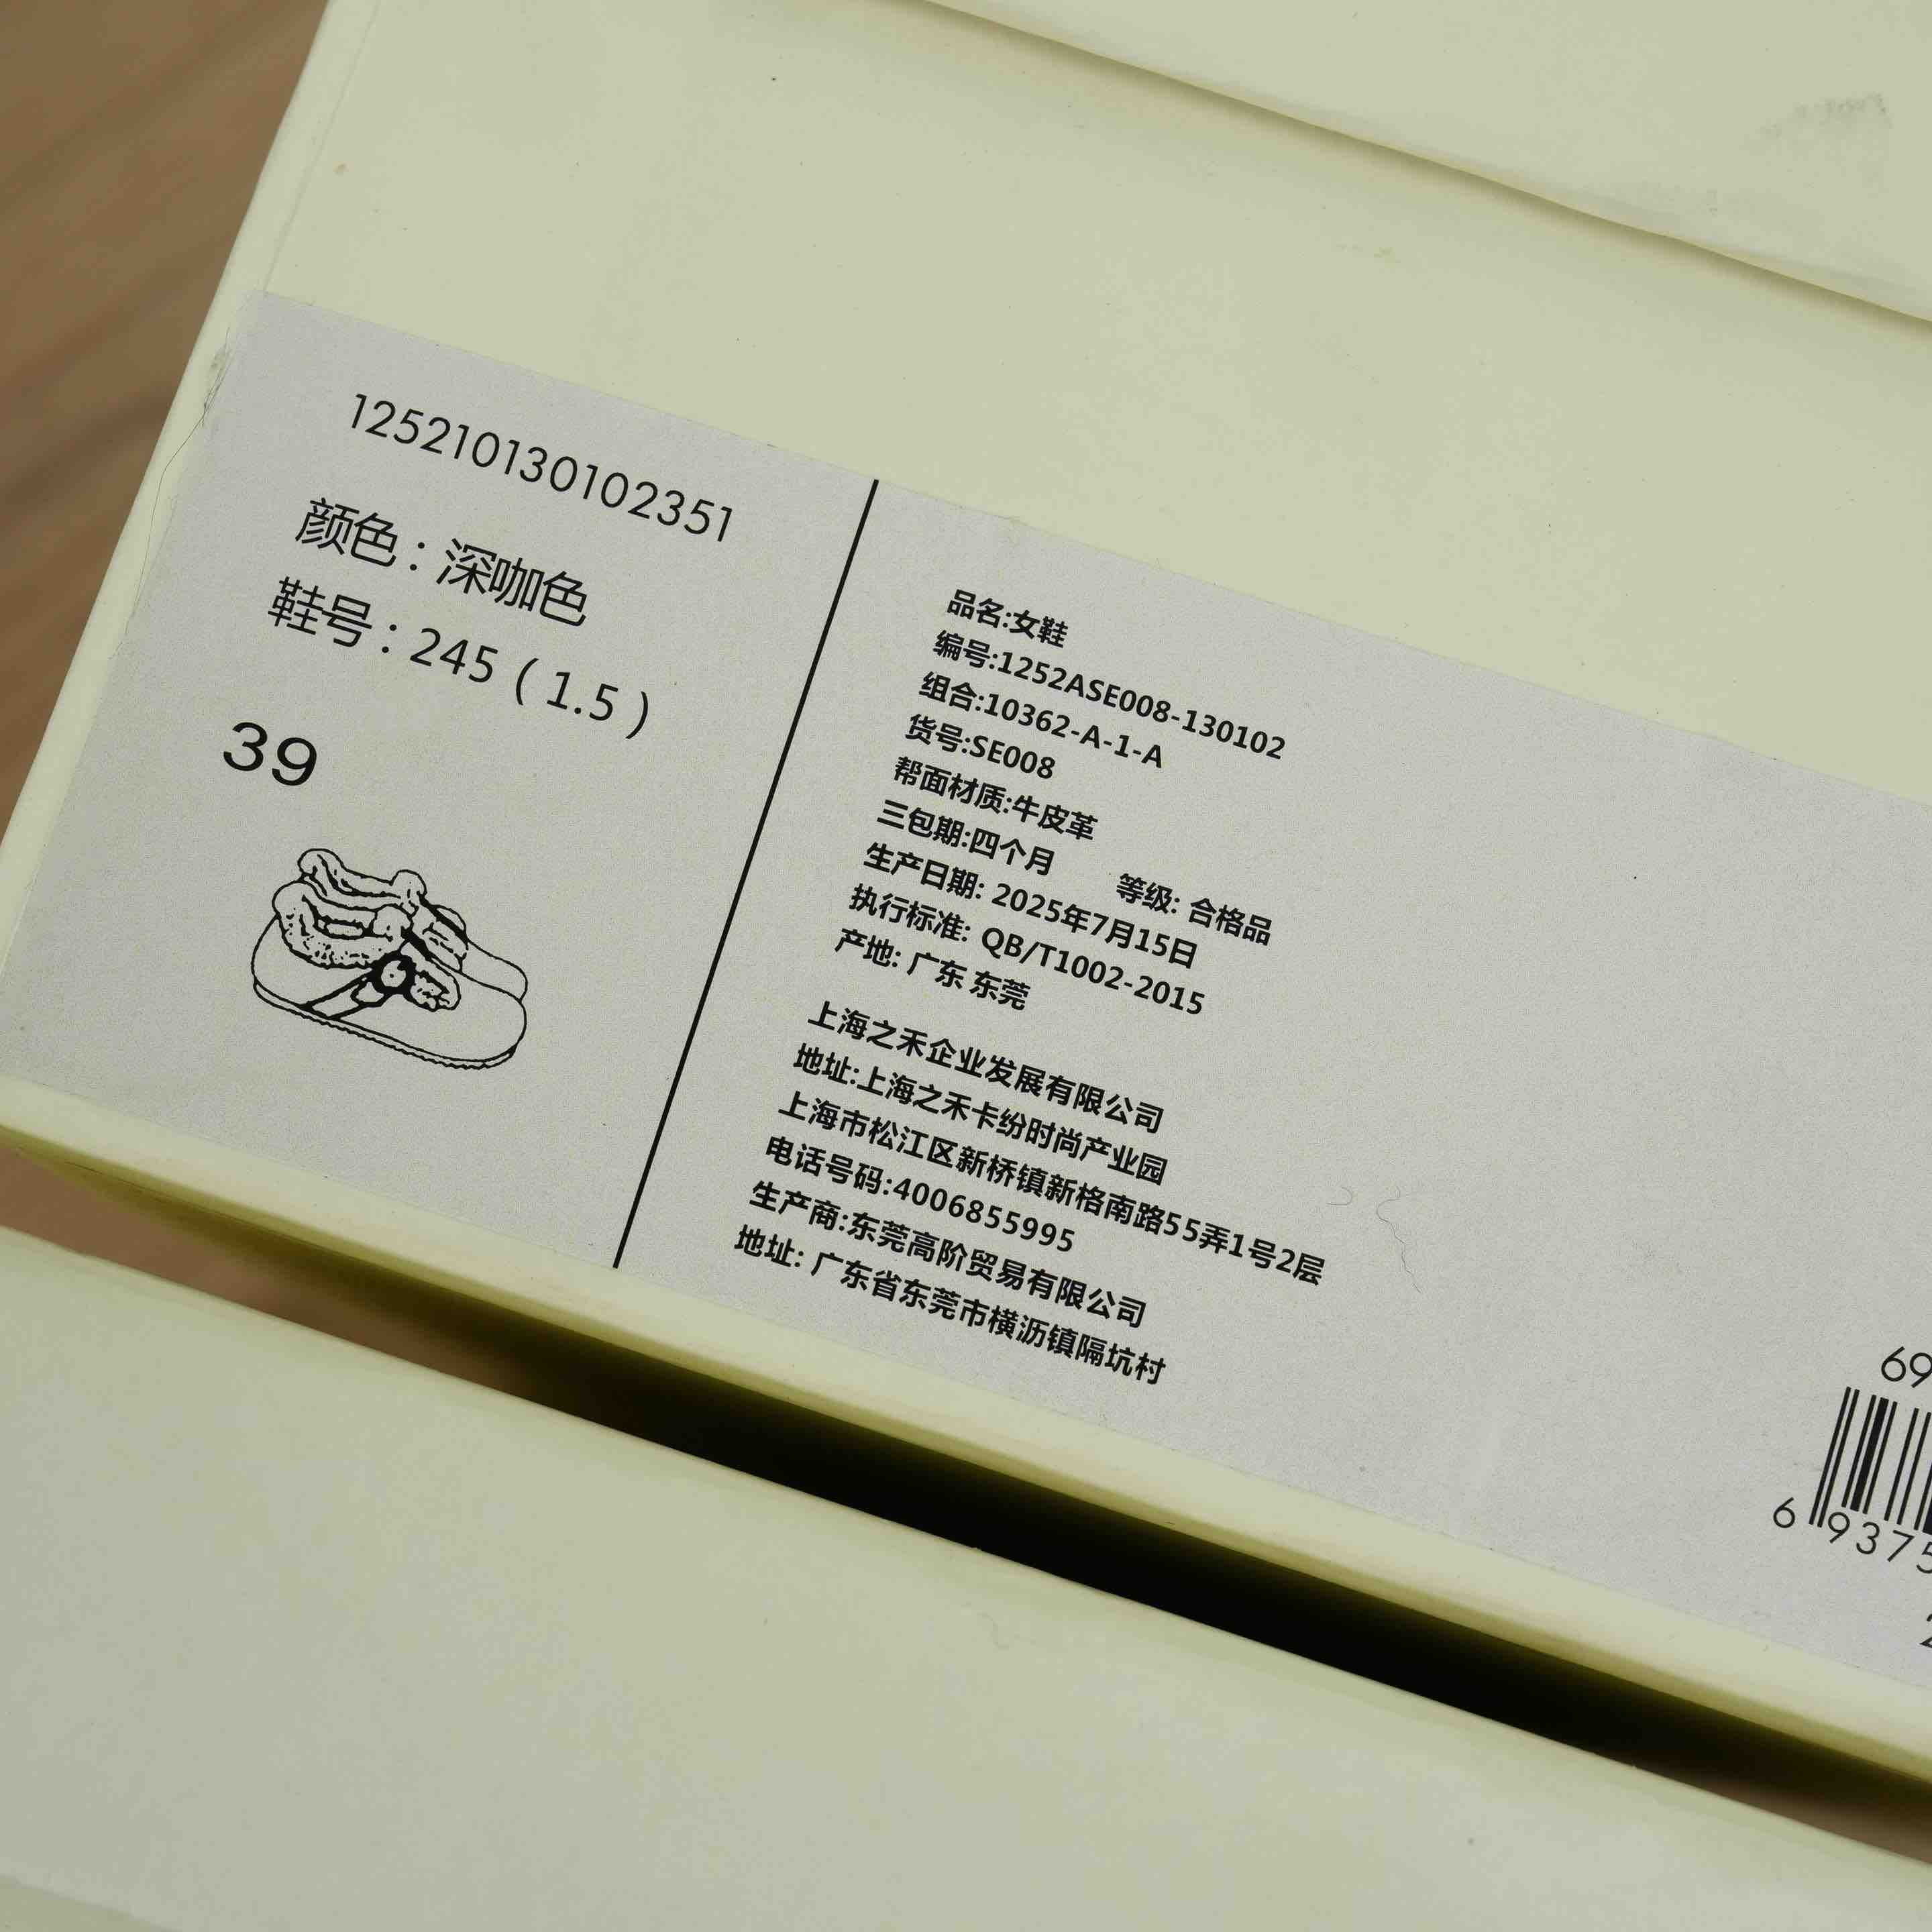 125210130102351
颜色：深咖色
鞋号：245（1.5）
39
品名:女鞋
编号:1252ASE008-130102
组合:10362-A-1-A
货号:SE008
帮面材质:牛皮革
三包期:四个月 等级: 合格品
生产日期: 2025年7月15日
执行标准: QB/T1002-2015
产地: 广东 东莞
上海之禾企业发展有限公司
地址:上海之禾卡纷时尚产业园
上海市松江区新桥镇新格南路55弄1号2层
电话号码:4006855995
生产商:东莞高阶贸易有限公司
地址: 广东省东莞市横沥镇隔坑村
69
6 9375